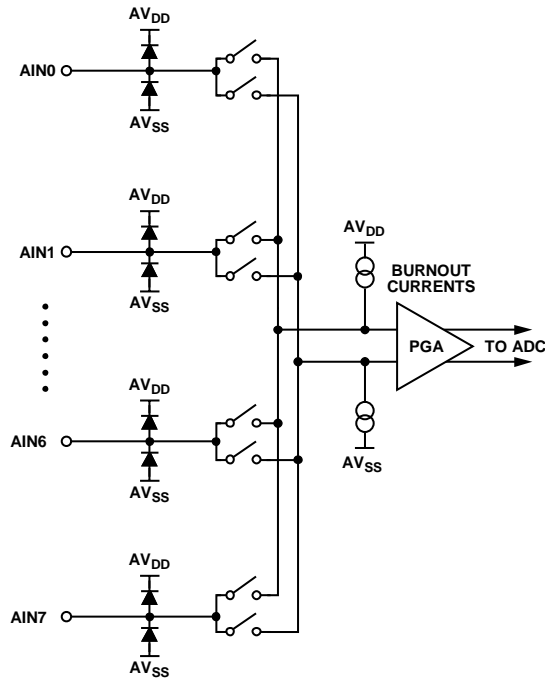 AVDD
AIN0
AVSS
AVDD
AIN1
AVSS
AVDD
BURNOUT
CURRENTS
PGA
TO ADC
AVSS
AVDD
AIN6
AVSS
AVDD
AIN7
AVSS